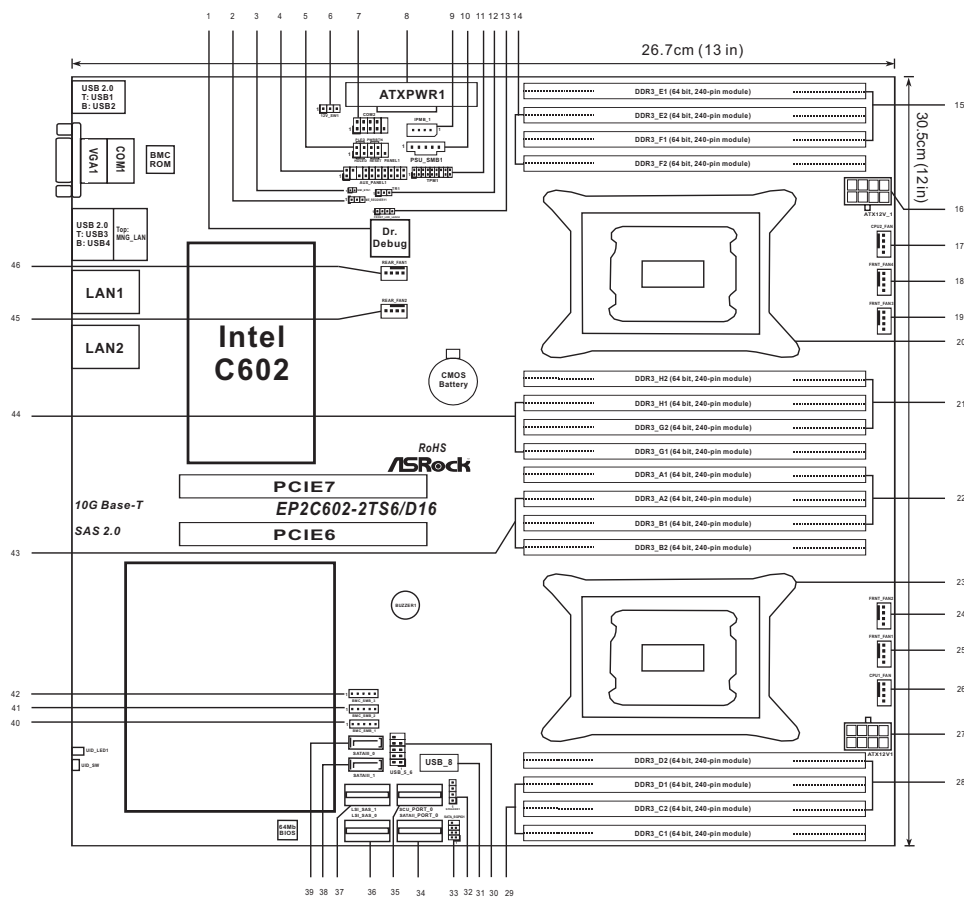 1 2 3 4 5 6 7 8 9 10 11 12 13 14
26.7cm (13 in)
30.5cm (12 in)
USB 2.0
T: USB1
B: USB2
VGA1
COM1
BMC
ROM
USB 2.0
T: USB3
B: USB4
Top:
MNG_LAN
LAN1
LAN2
12V_SW1
COM2
ATXPWR1
IPMB_1
PSU_SMB1
PANEL1
AUX_PANEL1
TPM1
Dr.
Debug
REAR_FAN1
REAR_FAN2
46
45
Intel
C602
CMOS
Battery
DDR3_E1 (64 bit, 240-pin module)
DDR3_E2 (64 bit, 240-pin module)
DDR3_F1 (64 bit, 240-pin module)
DDR3_F2 (64 bit, 240-pin module)
15
ATX12V_1
16
CPU2_FAN
17
FRNT_FAN4
18
FRNT_FAN3
19
20
DDR3_H2 (64 bit, 240-pin module)
DDR3_H1 (64 bit, 240-pin module)
DDR3_G2 (64 bit, 240-pin module)
DDR3_G1 (64 bit, 240-pin module)
21
44
DDR3_A1 (64 bit, 240-pin module)
DDR3_A2 (64 bit, 240-pin module)
DDR3_B1 (64 bit, 240-pin module)
DDR3_B2 (64 bit, 240-pin module)
22
43
RoHS
ASRock
PCIE7
10G Base-T
EP2C602-2TS6/D16
SAS 2.0
PCIE6
BUZZER1
23
FRNT_FAN2
24
FRNT_FAN1
25
CPU1_FAN
26
27
ATX12V1
42
BMC_SMB_3
41
BMC_SMB_2
40
BMC_SMB_1
UID_LED1
UID_SW
SATAIII_0
SATAIII_1
USB_5_6
USB_8
LSI_SAS_1
LSI_SAS_0
SCU_PORT_0
SATAII_PORT_0
64Mb
BIOS
DDR3_D2 (64 bit, 240-pin module)
DDR3_D1 (64 bit, 240-pin module)
DDR3_C2 (64 bit, 240-pin module)
DDR3_C1 (64 bit, 240-pin module)
28
39 38 37 36 35 34 33 32 31 30 29